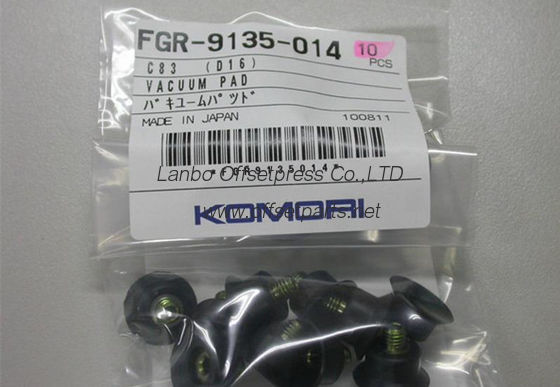 FGR-9135-014 10
PCS
C83 (D16)
VACUUM PAD
バキュームパッド
MADE IN JAPAN 100811
*FGR9135014*
Lanbo Offsetpress Co.,LTD
KOMORI
www.offsetparts.net